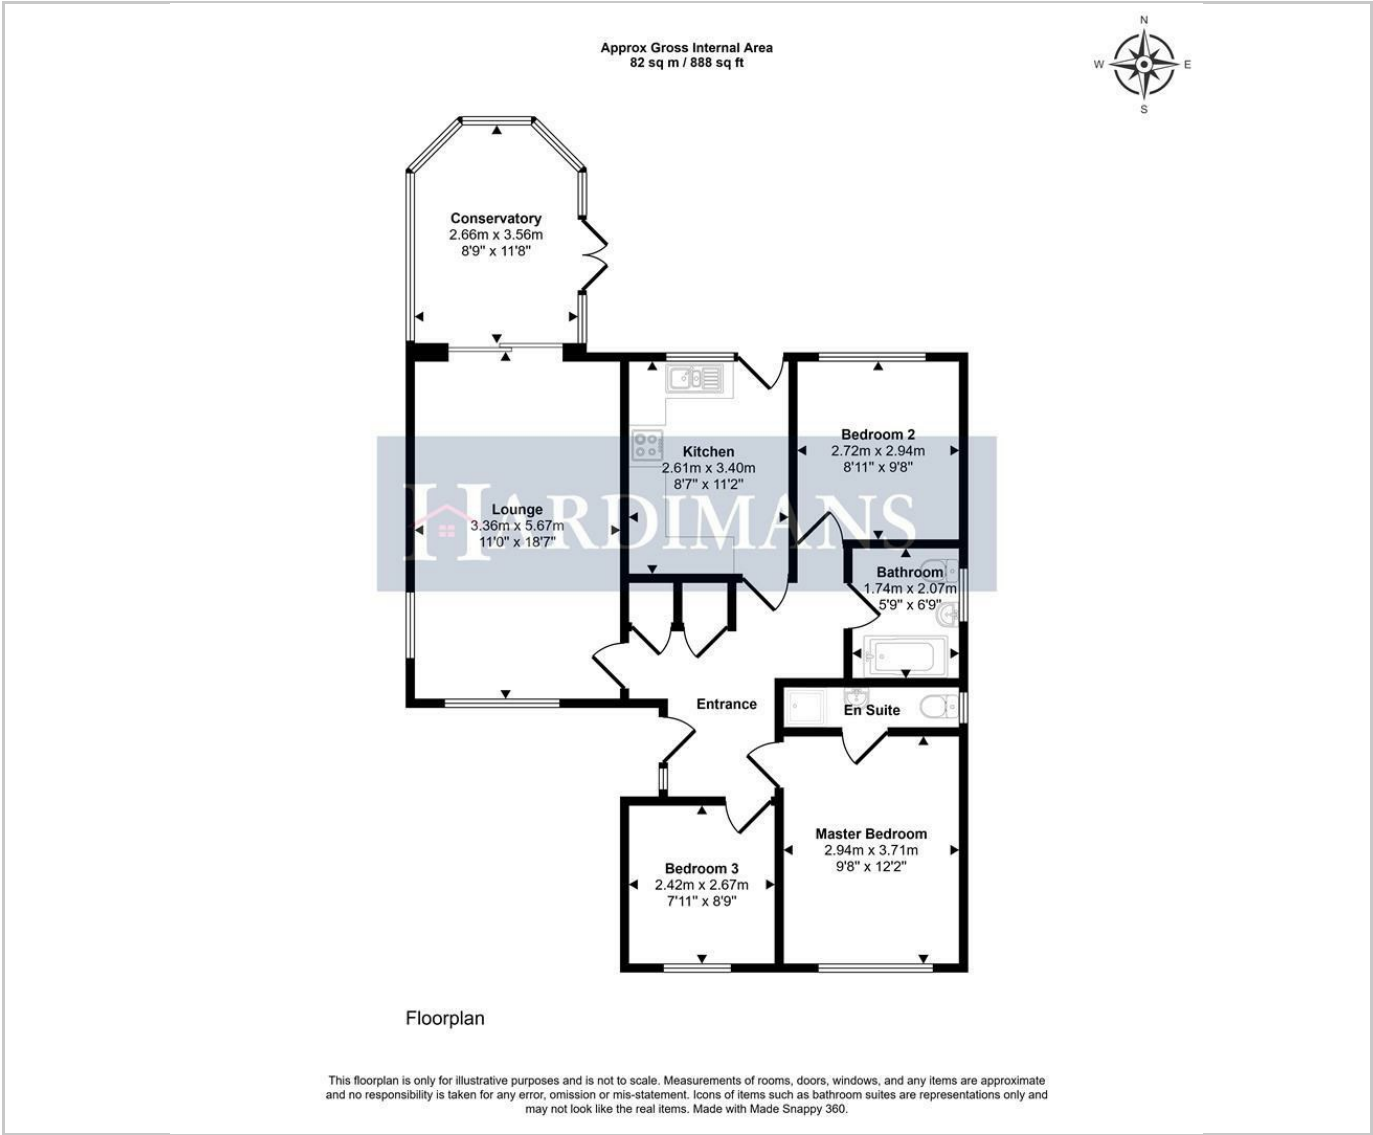 Approx Gross Internal Area
82 sq m / 888 sq ft
N
W
E
S
Conservatory
2.66m x 3.56m
8'9" x 11'8"
Bedroom 2
2.72m x 2.94m
8'11" x 9'8"
Kitchen
2.61m x 3.40m
8'7" x 11'2"
Lounge
3.36m x 5.67m
11'0" x 18'7"
HARDIMANS
Bathroom
1.74m x 2.07m
5'9" x 6'9"
Entrance
En Suite
Master Bedroom
2.94m x 3.71m
9'8" x 12'2"
Bedroom 3
2.42m x 2.67m
7'11" x 8'9"
Floorplan
This floorplan is only for illustrative purposes and is not to scale. Measurements of rooms, doors, windows, and any items are approximate
and no responsibility is taken for any error, omission or mis-statement. Icons of items such as bathroom suites are representations only and
may not look like the real items. Made with Made Snappy 360.